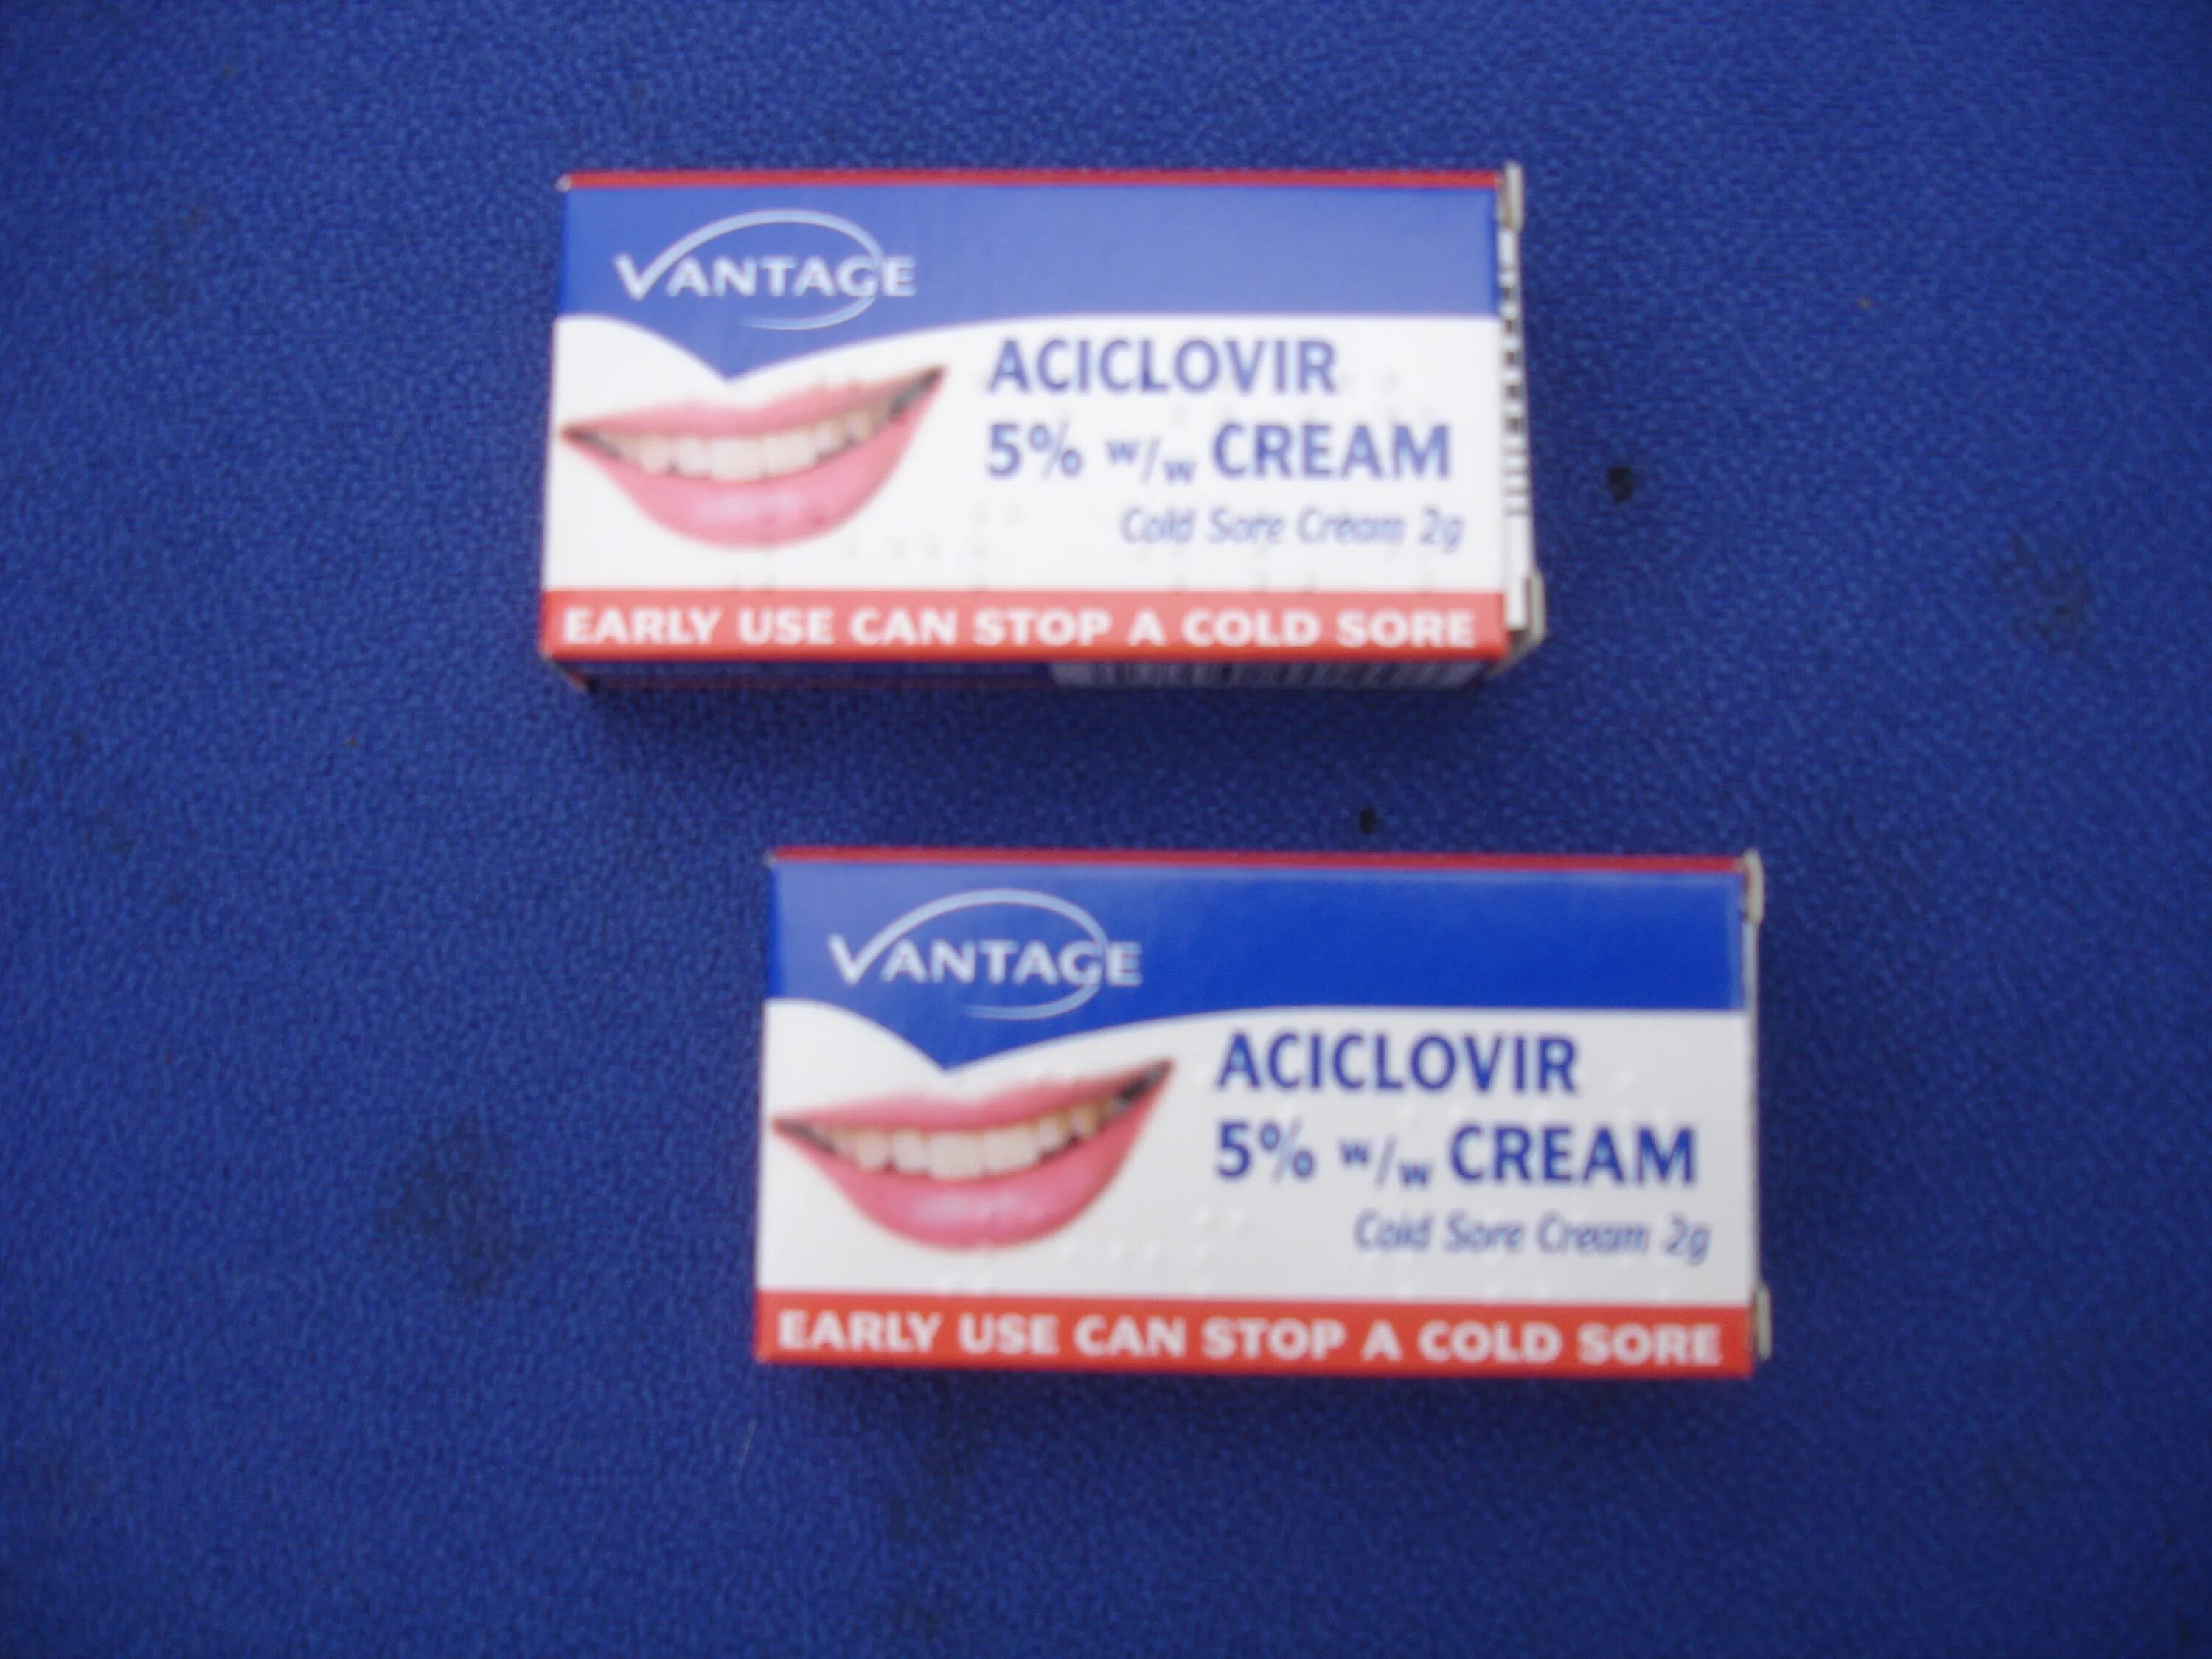 VANTAGE
ACICLOVIR
5% w/w CREAM
Cold Sore Cream 2g
EARLY USE CAN STOP A COLD SORE
VANTAGE
ACICLOVIR
5% w/w CREAM
Cold Sore Cream 2g
EARLY USE CAN STOP A COLD SORE